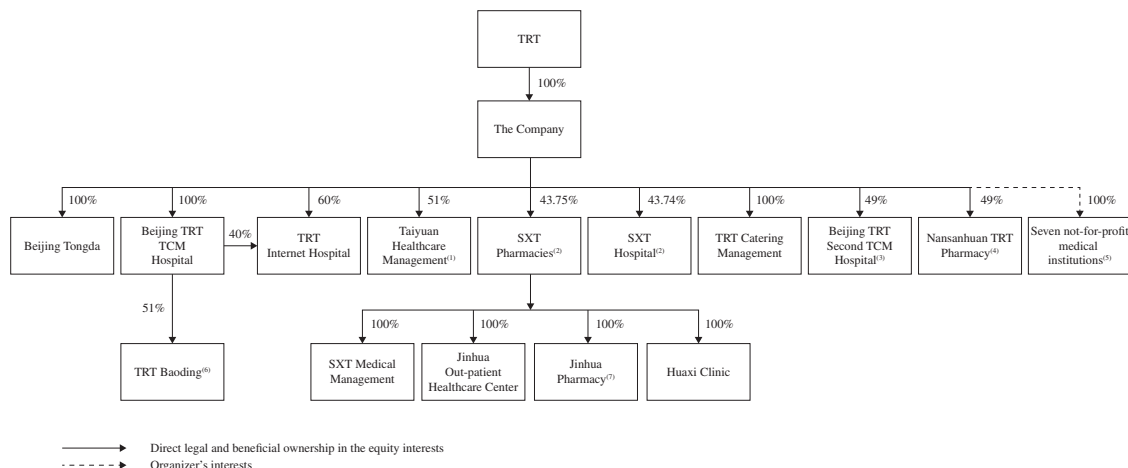 TRT
100%
The Company
100%
100%
60%
51%
43.75%
43.74%
100%
49%
49%
100%
Beijing Tongda
Beijing TRT
TCM
Hospital
40%
TRT
Internet Hospital
Taiyuan
Healthcare
Management(1)
SXT
Pharmacies(2)
SXT
Hospital(2)
TRT Catering
Management
Beijing TRT
Second TCM
Hospital(3)
Nansanhuan TRT
Pharmacy(4)
Seven not-for-profit
medical
institutions(5)
51%
100%
100%
100%
100%
TRT Baoding(6)
SXT Medical
Management
Jinhua
Out-patient
Healthcare Center
Jinhua
Pharmacy(7)
Huaxi Clinic
Direct legal and beneficial ownership in the equity interests
Organizer's interests